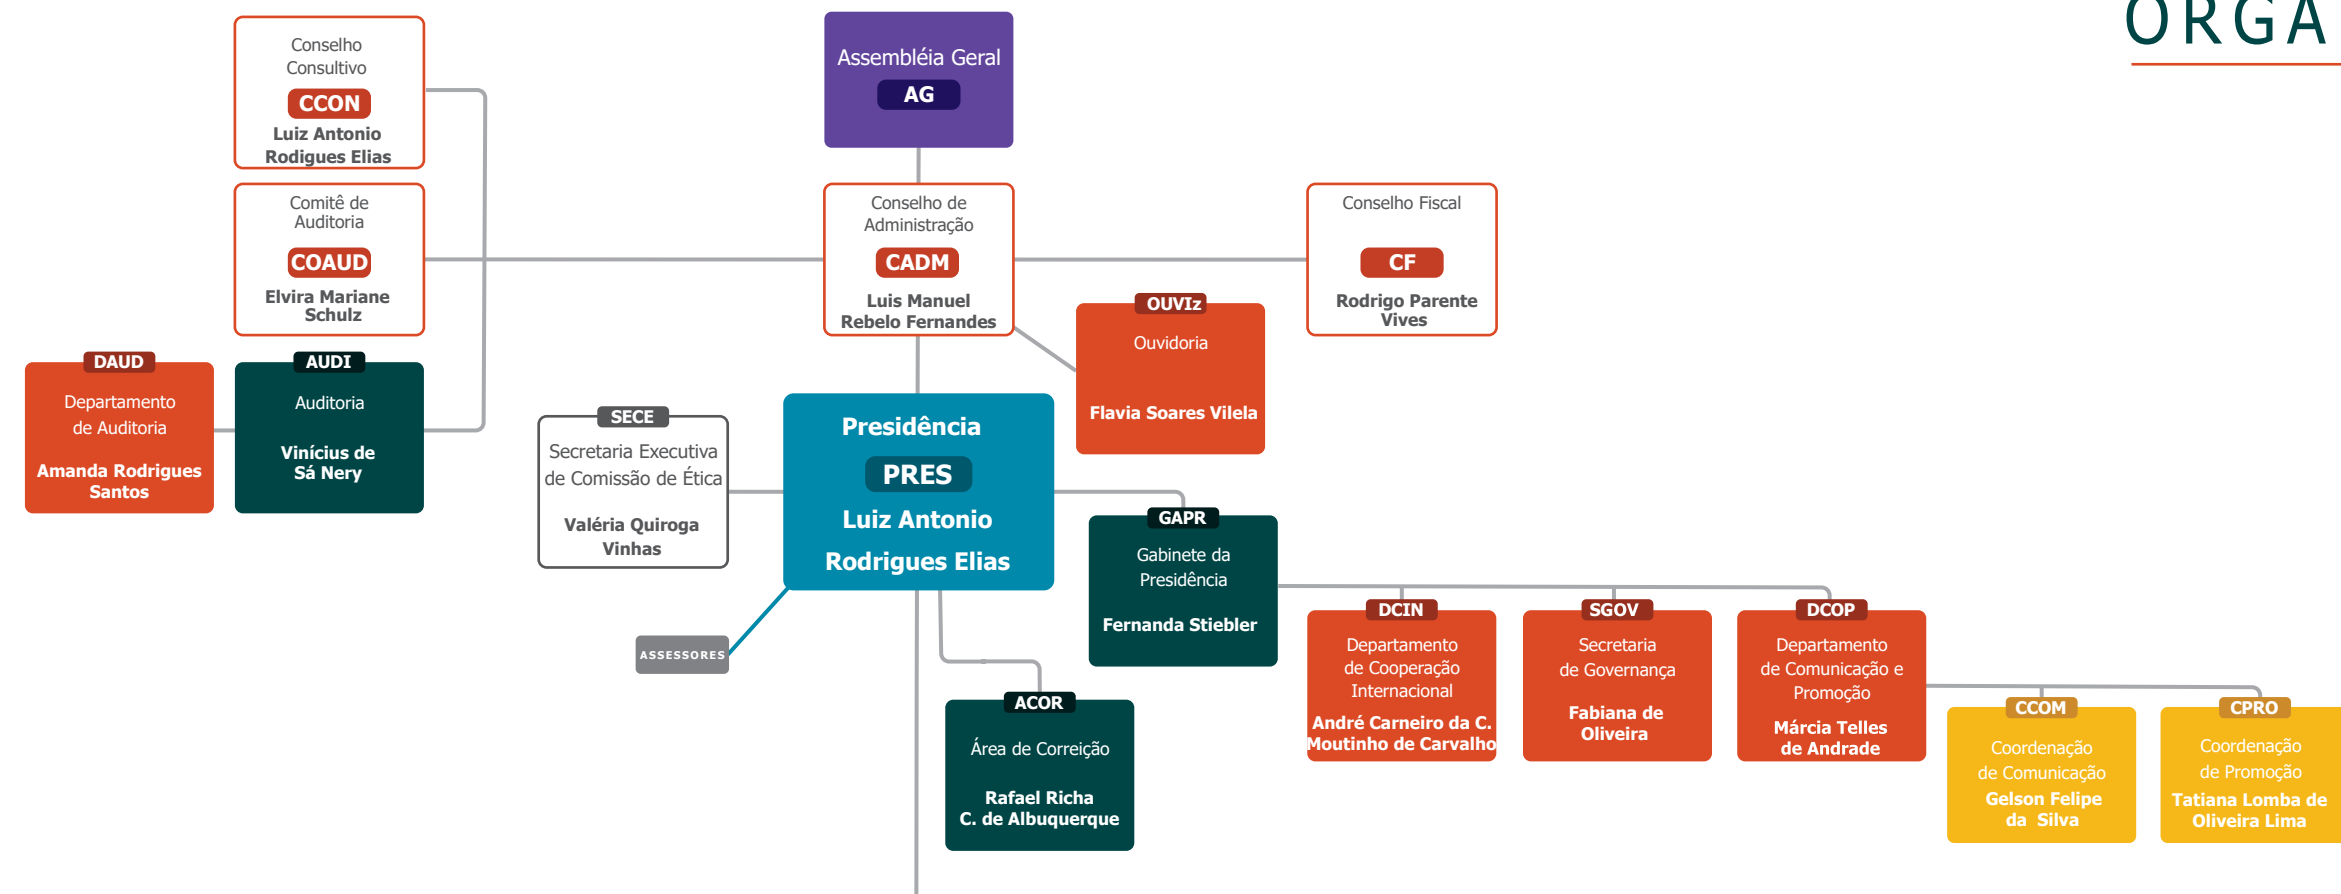 ORGA
Conselho
Consultivo
CCON
Luiz Antonio
Rodigues Elias
Assembléia Geral
AG
Comitê de
Auditoria
COAUD
Elvira Mariane
Schulz
Conselho de
Administração
CADM
Luis Manuel
Rebelo Fernandes
Conselho Fiscal
CF
Rodrigo Parente
Vives
OUVIz
Ouvidoria
Flavia Soares Vilela
DAUD
Departamento
de Auditoria
Amanda Rodrigues
Santos
AUDI
Auditoria
Vinícius de
Sá Nery
SECE
Secretaria Executiva
de Comissão de Ética
Valéria Quiroga
Vinhas
Presidência
PRES
Luiz Antonio
Rodrigues Elias
ASSESSORES
GAPR
Gabinete da
Presidência
Fernanda Stiebler
ACOR
Área de Correição
Rafael Richa
C. de Albuquerque
DCIN
Departamento
de Cooperação
Internacional
André Carneiro da C.
Moutinho de Carvalho
SGOV
Secretaria
de Governança
Fabiana de
Oliveira
DCOP
Departamento
de Comunicação e
Promoção
Márcia Telles
de Andrade
CCOM
Coordenação
de Comunicação
Gelson Felipe
da Silva
CPRO
Coordenação
de Promoção
Tatiana Lomba de
Oliveira Lima